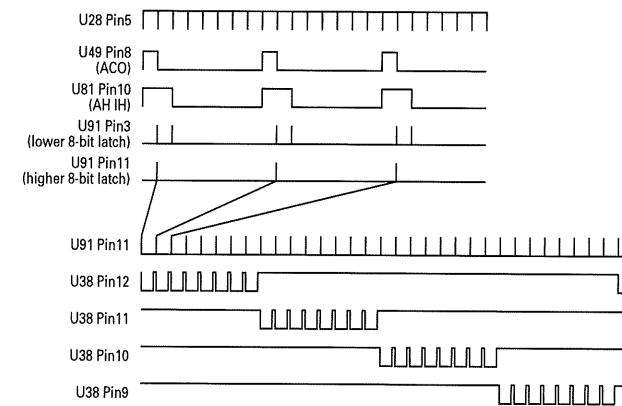 U28 Pin5
U49 Pin8
(ACO)
U81 Pin10
(AH IH)
U91 Pin3
(lower 8-bit latch)
U91 Pin11
(higher 8-bit latch)
U91 Pin11
U38 Pin12
U38 Pin11
U38 Pin10
U38 Pin9